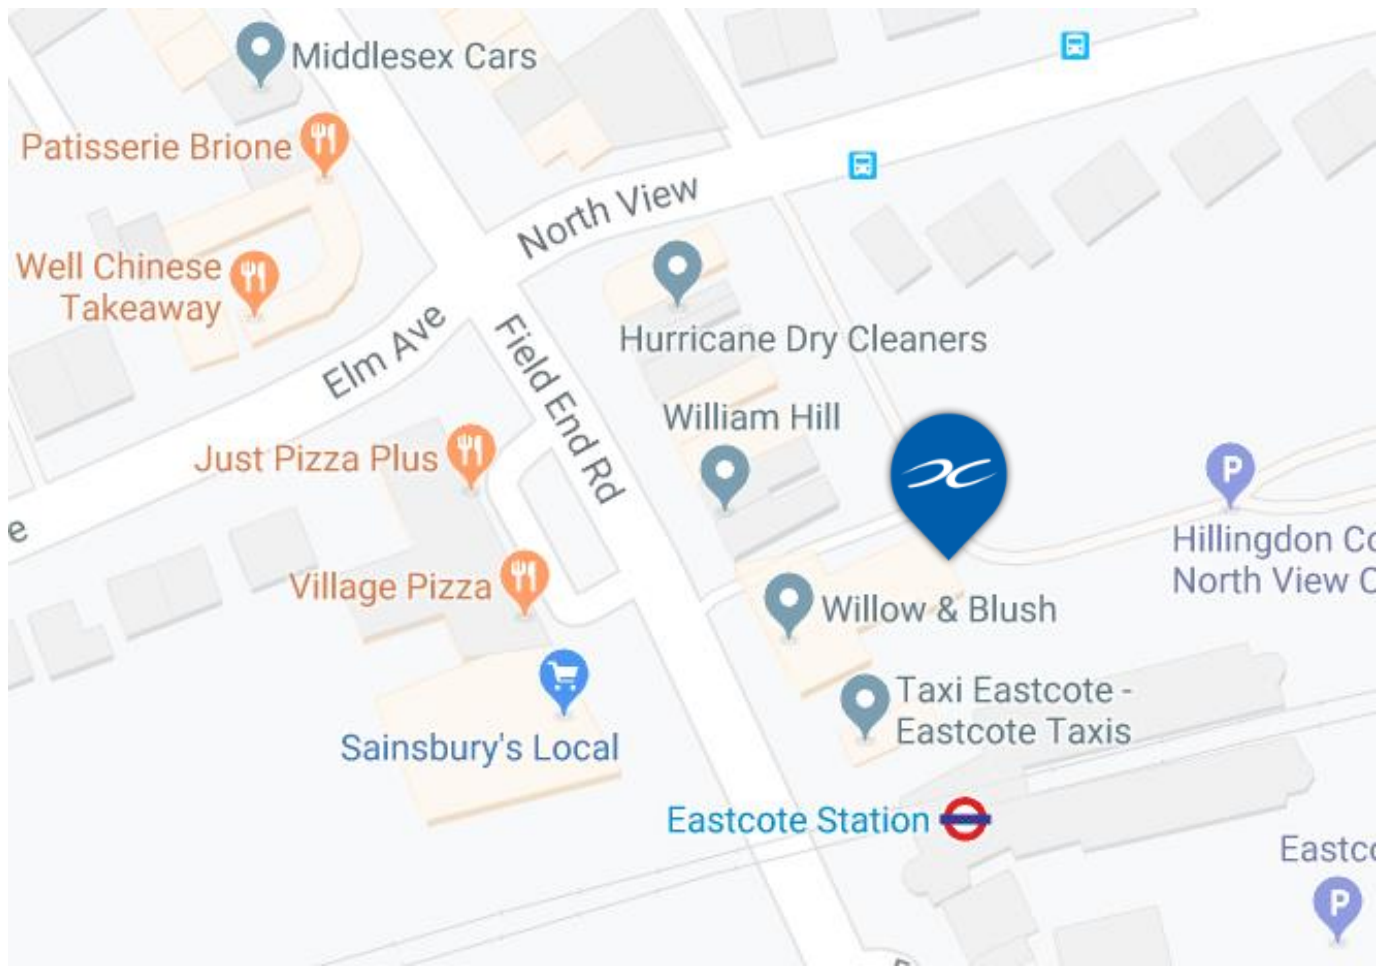 Middlesex Cars
Patisserie Brione
North View
Well Chinese
Takeaway
Hurricane Dry Cleaners
Elm Ave
Field End Rd
William Hill
Just Pizza Plus
P
Hillingdon Co
North View C
e
Village Pizza
Willow & Blush
Taxi Eastcote -
Eastcote Taxis
Sainsbury's Local
Eastcote Station
Eastco
P